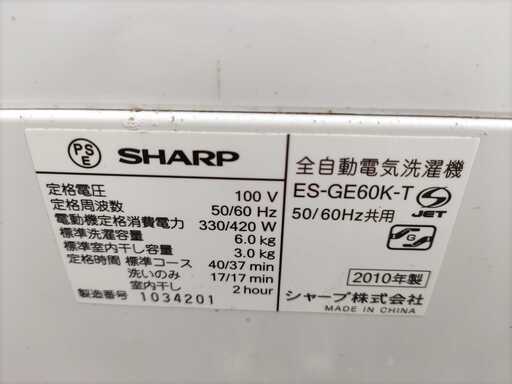 PS E SHARP
定格電圧 100 V
定格周波数 50/60 Hz
電動機定格消費電力 330/420 W
標準洗濯容量 6.0 kg
標準室内干し容量 3.0 kg
定格時間 標準コース 40/37 min
洗いのみ 17/17 min
室内干し 2 hour
製造番号 1034201
全自動電気洗濯機
ES-GE60K-T
JET
50/60Hz共用
G
2010年製
シャープ株式会社
MADE IN CHINA